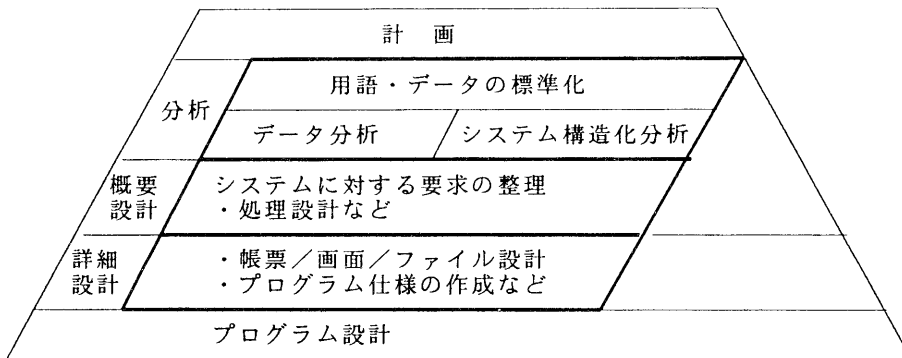 計 画
用語・データの標準化
分析
データ分析
システム構造化分析
概要
設計
システムに対する要求の整理
・処理設計など
詳細
設計
・帳票/画面/ファイル設計
・プログラム仕様の作成など
プログラム設計